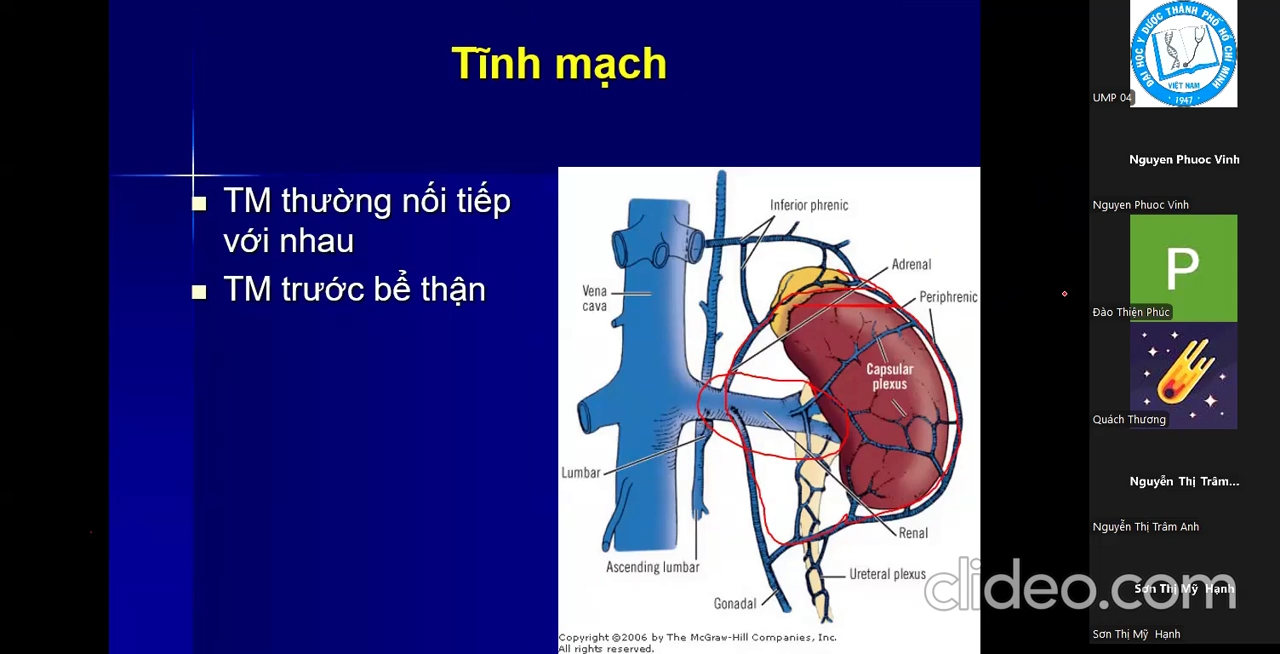 Tĩnh mạch
TM thường nối tiếp
với nhau
TM trước bể thận
Inferior phrenic
Adrenal
Periphrenic
Vena
cava
Capsular
plexus
Lumbar
Renal
Ascending lumbar
Ureteral plexus
Gonadal
Copyright ©2006 by The McGraw-Hill Companies, Inc.
All rights reserved.
ĐẠI HỌC Y DƯỢC THÀNH PHỐ HỒ CHÍ MINH
VIỆT NAM
1947
UMP 04
Nguyen Phuoc Vinh
Nguyen Phuoc Vinh
P
Đào Thiện Phúc
Quách Thương
Nguyễn Thị Trâm...
Nguyễn Thị Trâm Anh
clideo.com
Sơn Thị Mỹ Hạnh
Sơn Thị Mỹ Hạnh